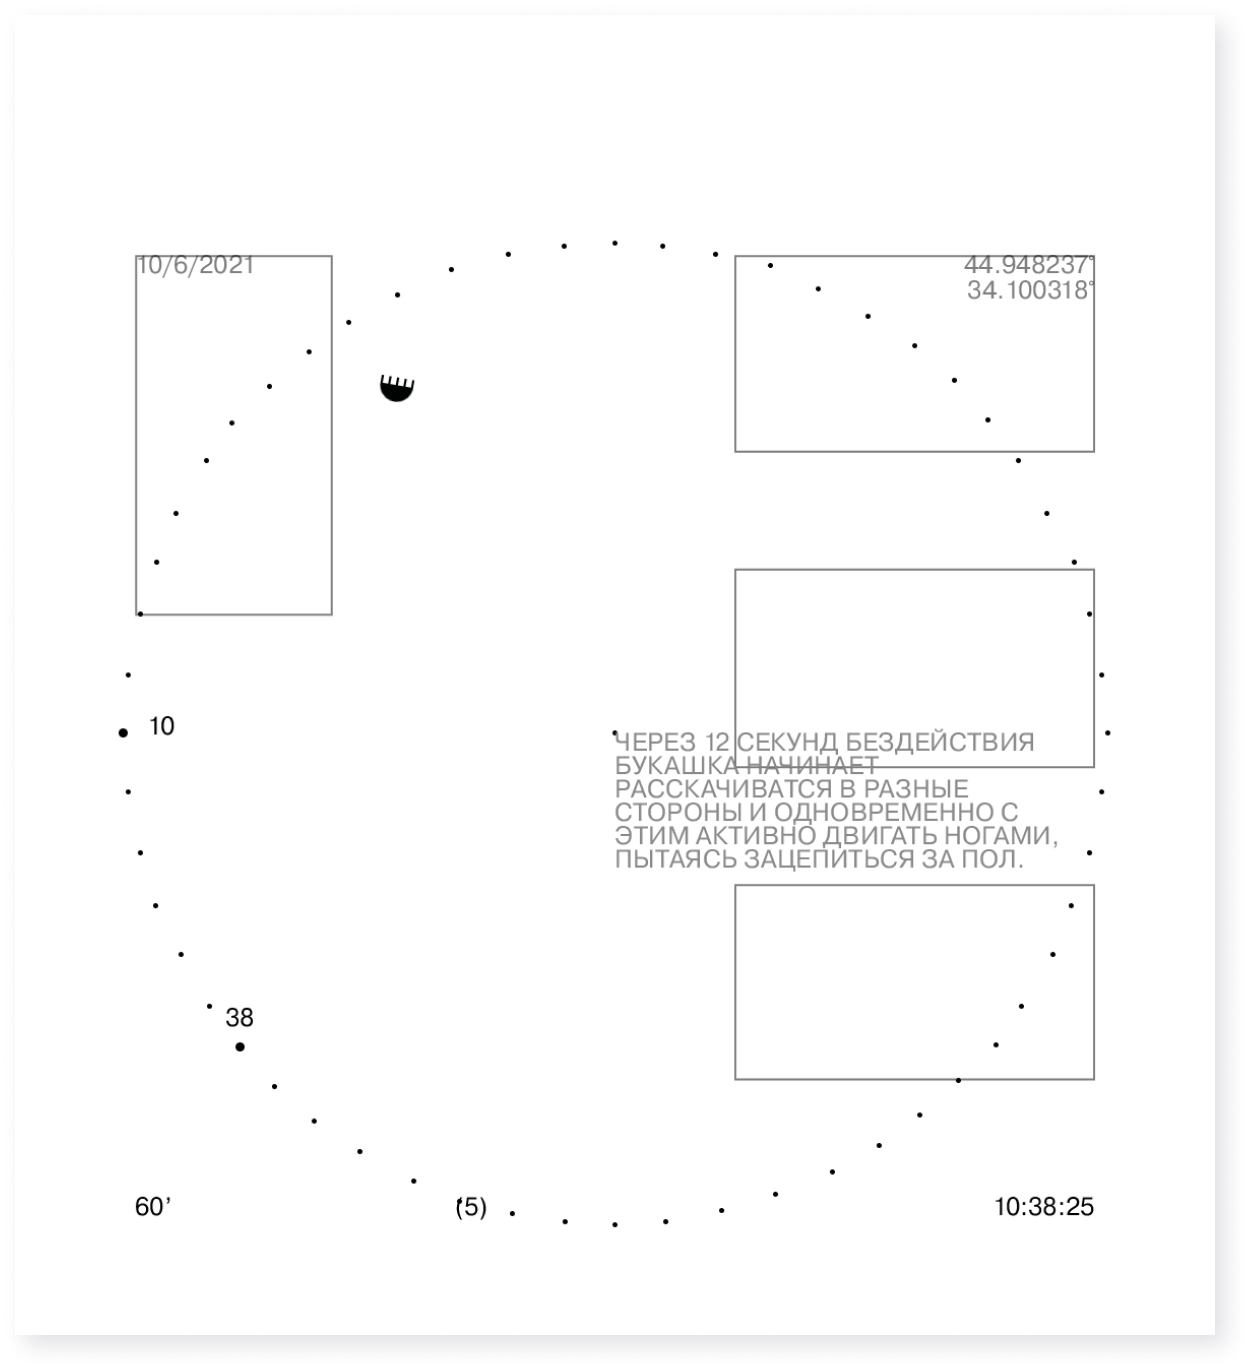 10/6/2021
44.948237°
34.100318°
10
ЧЕРЕЗ 12 СЕКУНД БЕЗДЕЙСТВИЯ
БУКАШКА НАЧИНАЕТ
РАССКАЧИВАТСЯ В РАЗНЫЕ
СТОРОНЫ И ОДНОВРЕМЕННО С
ЭТИМ АКТИВНО ДВИГАТЬ НОГАМИ,
ПЫТАЯСЬ ЗАЦЕПИТЬСЯ ЗА ПОЛ.
38
60’
(5)
10:38:25